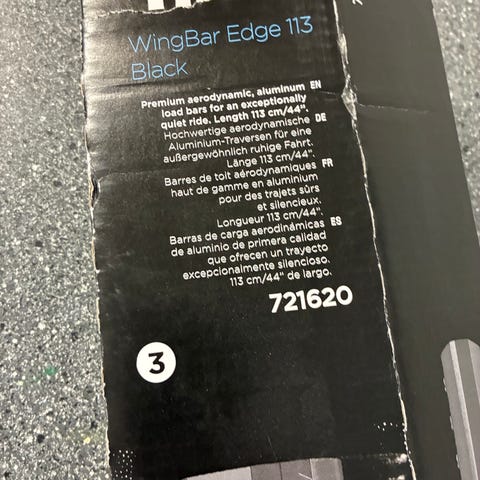 WingBar Edge 113
Black
Premium aerodynamic, aluminum EN
load bars for an exceptionally
quiet ride. Length 113 cm/44".
Hochwertige aerodynamische DE
Aluminium-Traversen für eine
außergewöhnlich ruhige Fahrt.
Länge 113 cm/44".
Barres de toit aérodynamiques FR
haut de gamme en aluminium
pour des trajets sûrs
et silencieux.
Longueur 113 cm/44".
Barras de carga aerodinámicas ES
de aluminio de primera calidad
que ofrecen un trayecto
excepcionalmente silencioso.
113 cm/44" de largo.
721620
3